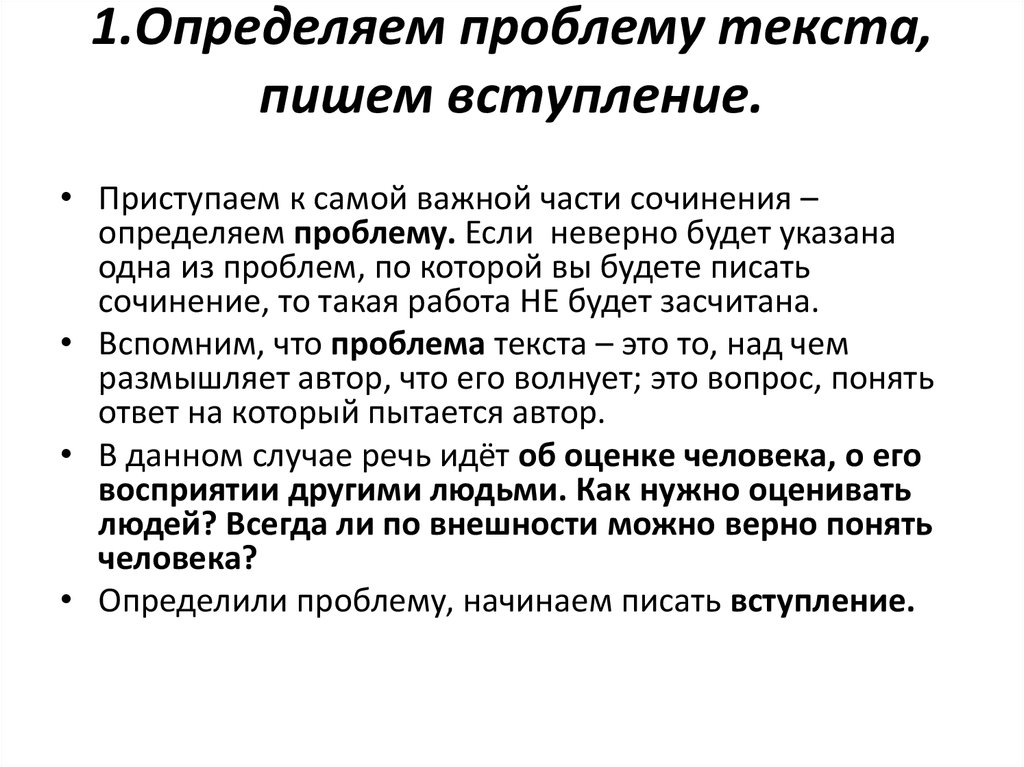 1.Определяем проблему текста,
пишем вступление.
• Приступаем к самой важной части сочинения –
определяем проблему. Если  неверно будет указана
одна из проблем, по которой вы будете писать
сочинение, то такая работа НЕ будет засчитана.
• Вспомним, что проблема текста – это то, над чем
размышляет автор, что его волнует; это вопрос, понять
ответ на который пытается автор.
• В данном случае речь идёт об оценке человека, о его
восприятии другими людьми. Как нужно оценивать
людей? Всегда ли по внешности можно верно понять
человека?
• Определили проблему, начинаем писать вступление.